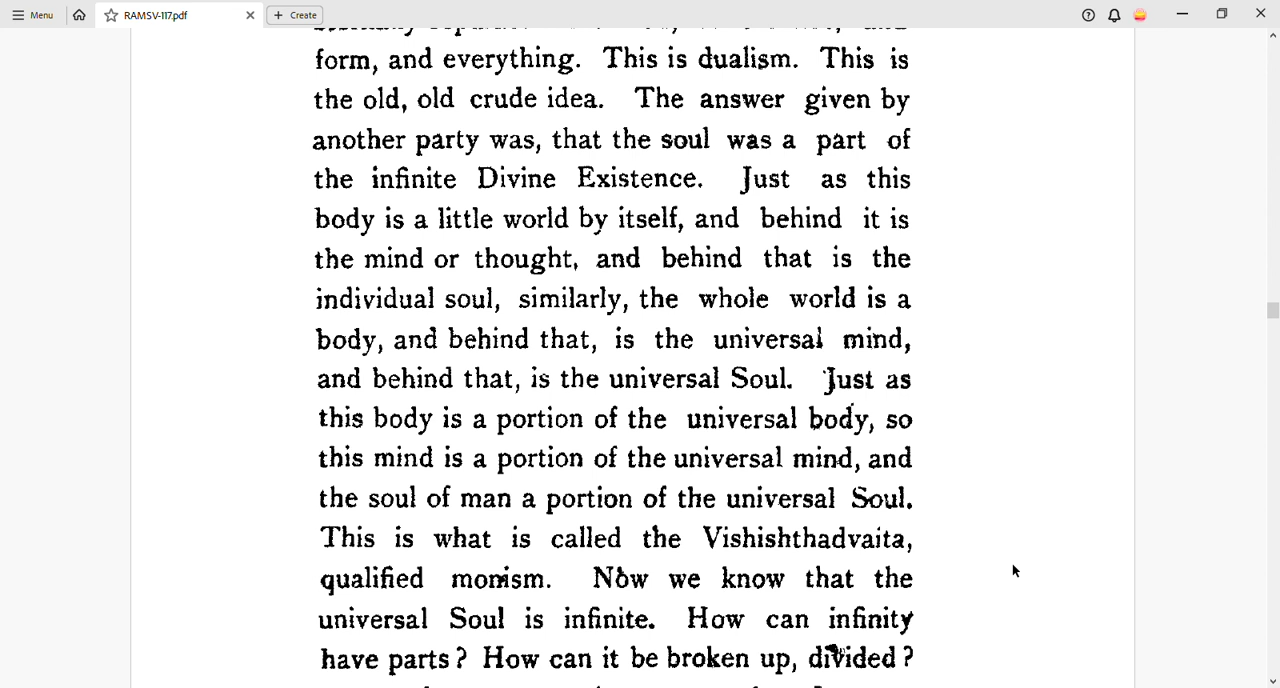 Menu
RAMSV-117.pdf
Create
form, and everything. This is dualism. This is
the old, old crude idea. The answer given by
another party was, that the soul was a part of
the infinite Divine Existence. Just as this
body is a little world by itself, and behind it is
the mind or thought, and behind that is the
individual soul, similarly, the whole world is a
body, and behind that, is the universal mind,
and behind that, is the universal Soul. Just as
this body is a portion of the universal body, so
this mind is a portion of the universal mind, and
the soul of man a portion of the universal Soul.
This is what is called the Vishishthadvaita,
qualified monism. Now we know that the
universal Soul is infinite. How can infinity
have parts? How can it be broken up, divided?